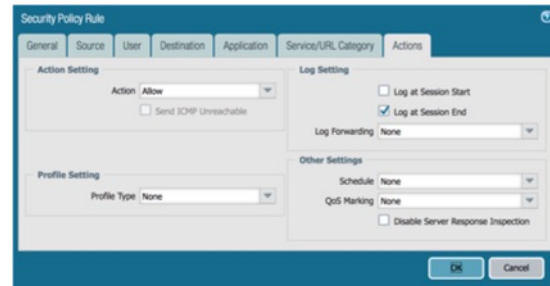 Security Policy Rule
General Source User Destination Application Service/URL Category Actions
Action Setting
Action Allow
Send ICMP Unreachable
Profile Setting
Profile Type None
Log Setting
Log at Session Start
Log at Session End
Log Forwarding None
Other Settings
Schedule None
QoS Marking None
Disable Server Response Inspection
OK Cancel